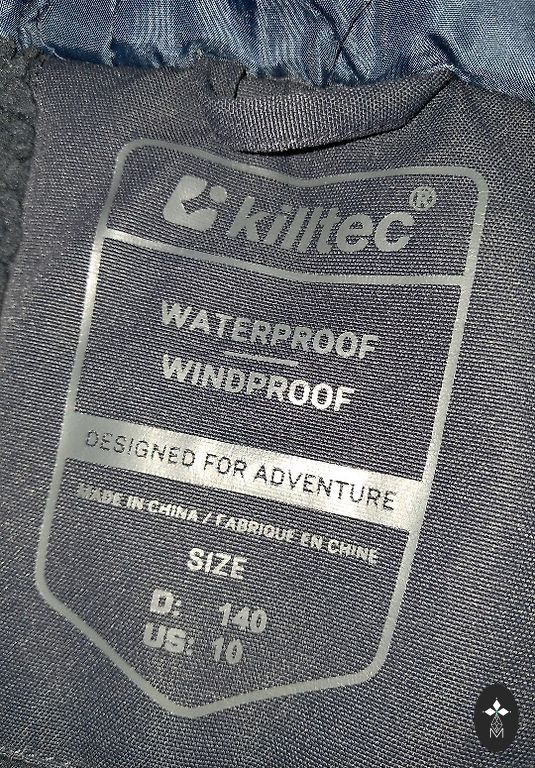 killtec®
WATERPROOF
WINDPROOF
DESIGNED FOR ADVENTURE
MADE IN CHINA / FABRIQUE EN CHINE
SIZE
D: 140
US: 10
M